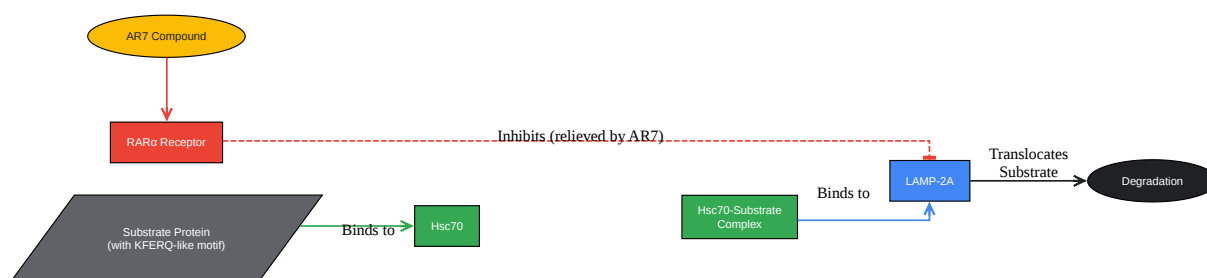 AR7 Compound
RARα Receptor
Inhibits (relieved by AR7)
Translocates
Substrate
LAMP-2A
Degradation
Binds to
Hsc70-Substrate
Complex
Substrate Protein
(with KFERQ-like motif)
Binds to
Hsc70